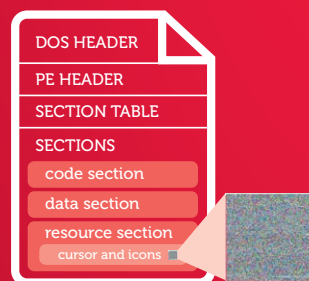 DOS HEADER
PE HEADER
SECTION TABLE
SECTIONS
code section
data section
resource section
cursor and icons